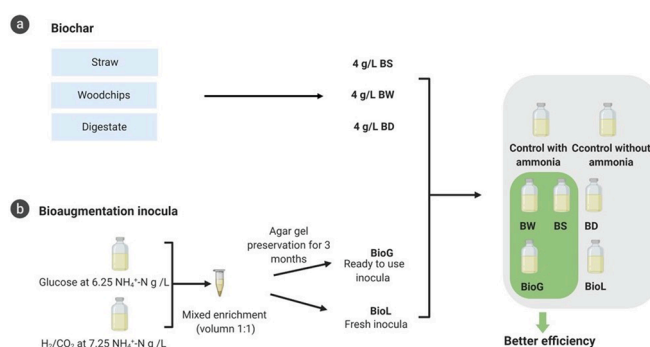 a Biochar
Straw
Woodchips
Digestate
4 g/L BS
4 g/L BW
4 g/L BD
b Bioaugmentation inocula
Glucose at 6.25 NH₄⁺-N g /L
H₂/CO₂ at 7.25 NH₄⁺-N g /L
Mixed enrichment
(volumn 1:1)
Agar gel
preservation for 3
months
BioG
Ready to use
inocula
BioL
Fresh inocula
Control with
ammonia
Ccontrol without
ammonia
BW BS BD
BioG BioL
Better efficiency